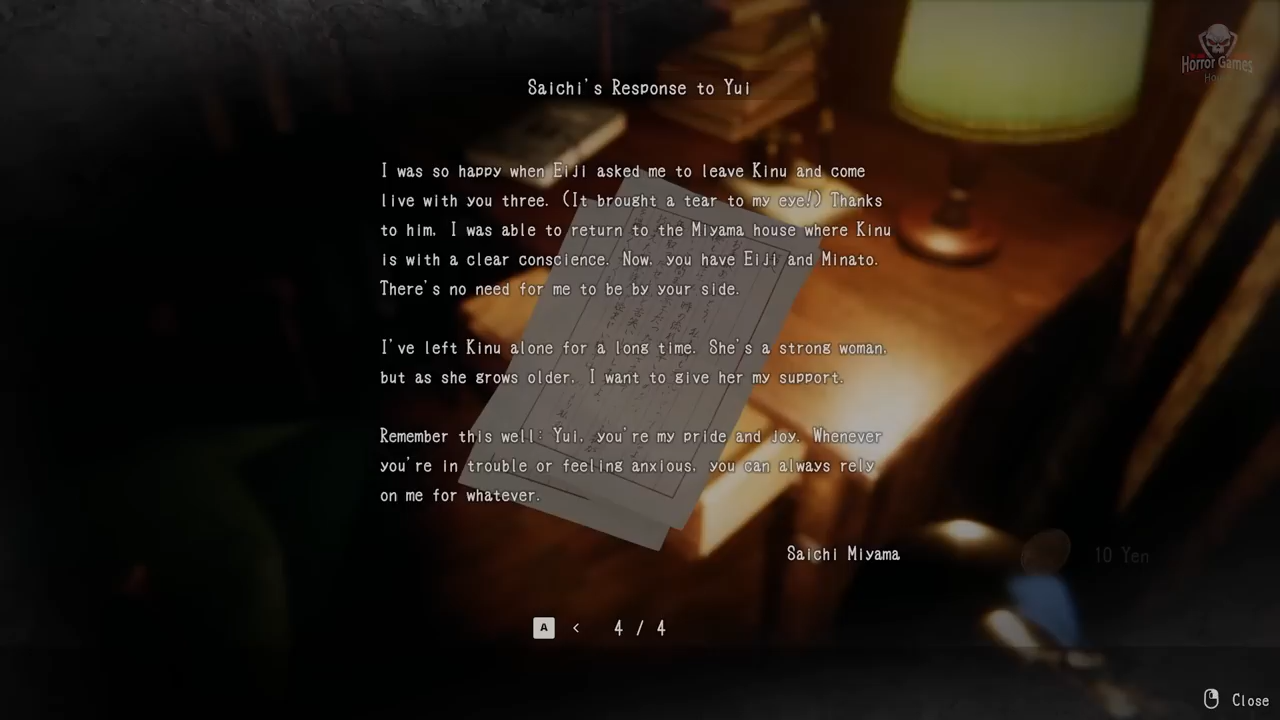 Horror Games
Saichi's Response to Yui
I was so happy when Eiji asked me to leave Kinu and come
live with you three. (It brought a tear to my eye!) Thanks
to him, I was able to return to the Miyama house where Kinu
is with a clear conscience. Now, you have Eiji and Minato.
There's no need for me to be by your side.
I've left Kinu alone for a long time. She's a strong woman,
but as she grows older, I want to give her my support.
Remember this well: Yui, you're my pride and joy. Whenever
you're in trouble or feeling anxious, you can always rely
on me for whatever.
Saichi Miyama
10 Yen
A < 4 / 4
Close